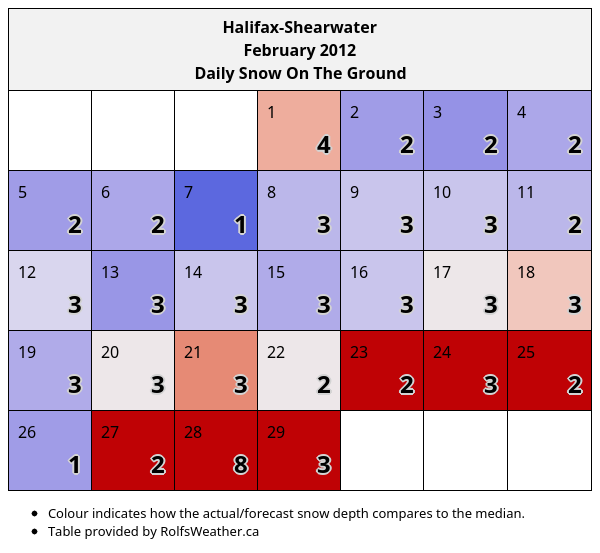 Halifax-Shearwater
February 2012
Daily Snow On The Ground
1 2 3 4
4 2 2 2
5 6 7 8 9 10 11
2 2 1 3 3 3 2
12 13 14 15 16 17 18
3 3 3 3 3 3 3
19 20 21 22 23 24 25
3 3 3 2 2 3 2
26 27 28 29
1 2 8 3
• Colour indicates how the actual/forecast snow depth compares to the median.
• Table provided by RolfsWeather.ca